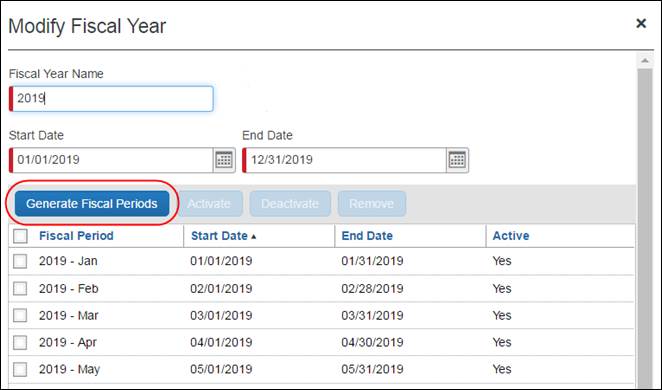 Modify Fiscal Year
Fiscal Year Name
2019
Start Date End Date
01/01/2019 12/31/2019
Generate Fiscal Periods Activate Deactivate Remove
Fiscal Period Start Date End Date Active
2019 - Jan 01/01/2019 01/31/2019 Yes
2019 - Feb 02/01/2019 02/28/2019 Yes
2019 - Mar 03/01/2019 03/31/2019 Yes
2019 - Apr 04/01/2019 04/30/2019 Yes
2019 - May 05/01/2019 05/31/2019 Yes